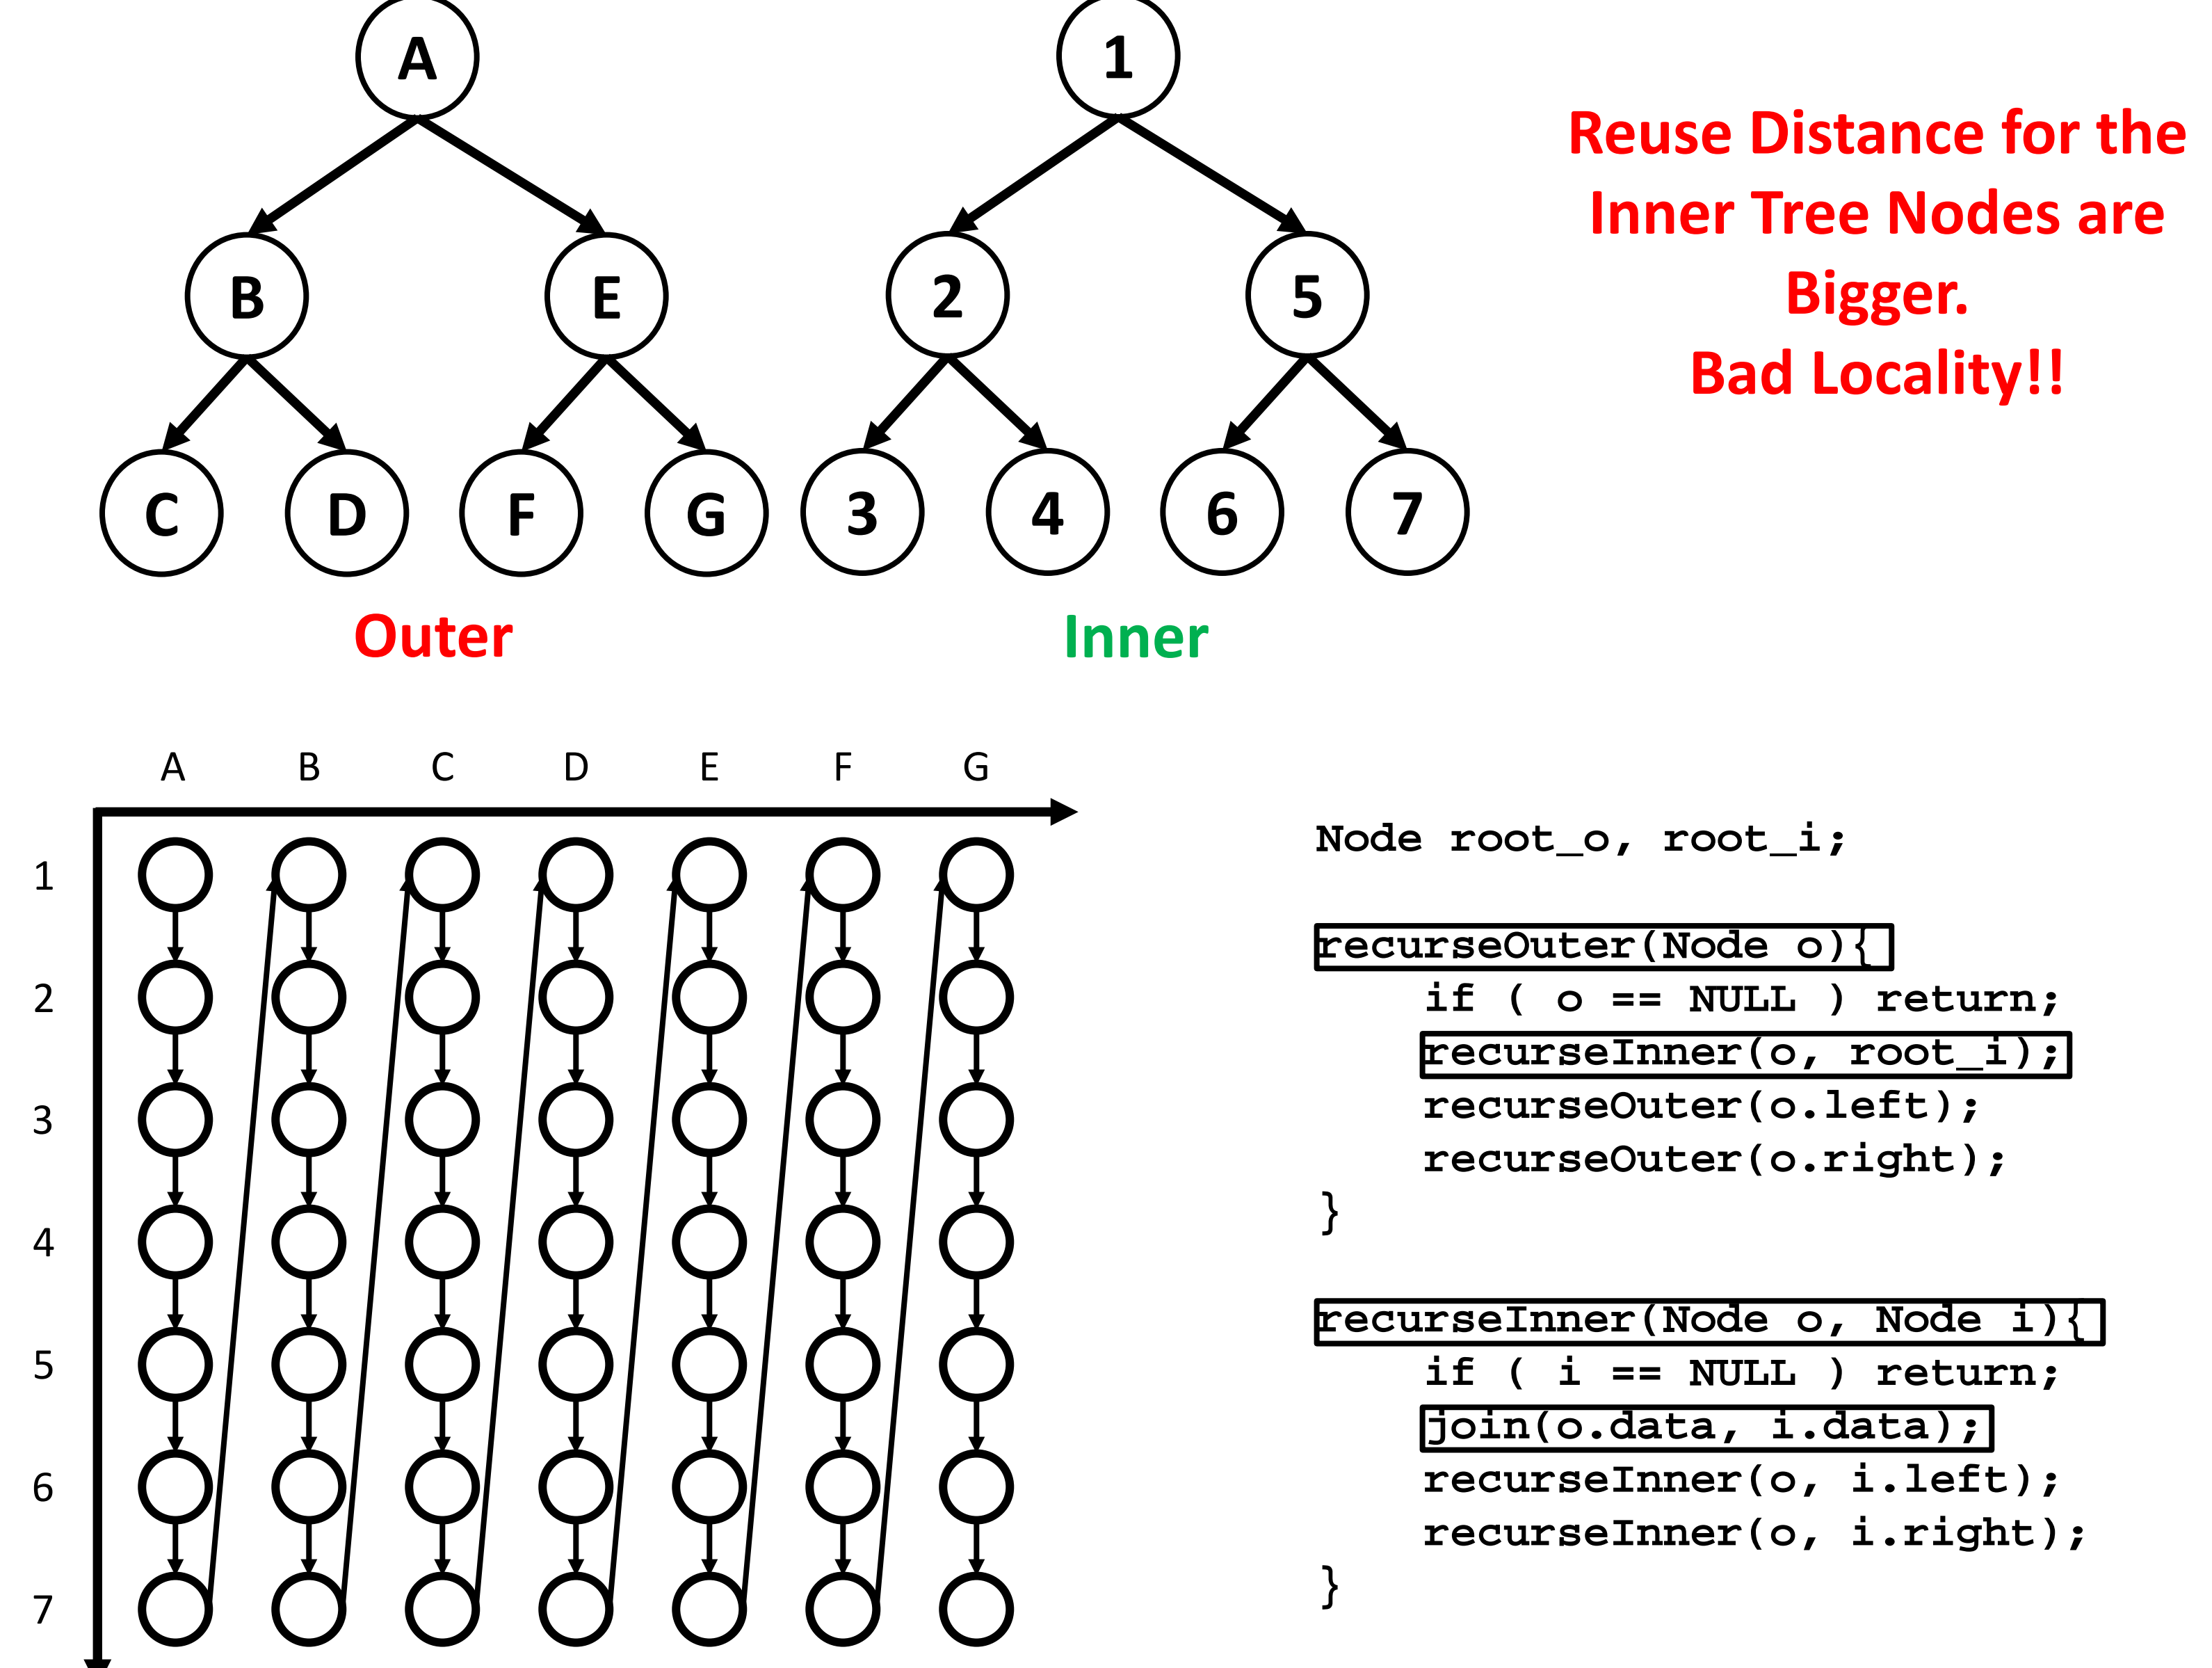 A
B
E
C
D
F
G
Outer
1
2
5
3
4
6
7
Inner
Reuse Distance for the
Inner Tree Nodes are
Bigger.
Bad Locality!!
A B C D E F G
1
2
3
4
5
6
7
Node root_o, root_i;
recurseOuter(Node o){
if ( o == NULL ) return;
recurseInner(o, root_i);
recurseOuter(o.left);
recurseOuter(o.right);
}
recurseInner(Node o, Node i){
if ( i == NULL ) return;
join(o.data, i.data);
recurseInner(o, i.left);
recurseInner(o, i.right);
}